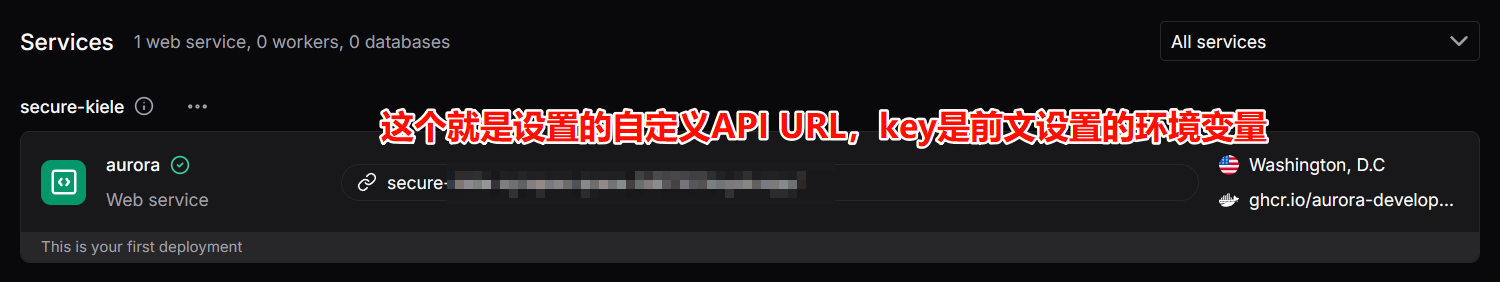 Services 1 web service, 0 workers, 0 databases All services
secure-kiele
这个就是设置的自定义API URL，key是前文设置的环境变量
aurora
Web service
secure-
Washington, D.C
ghcr.io/aurora-develop...
This is your first deployment